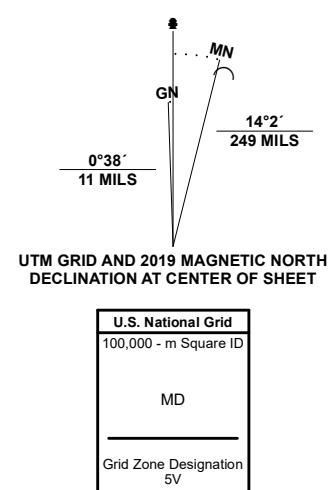 MN
GN
14°2´
249 MILS
0°38´
11 MILS
UTM GRID AND 2019 MAGNETIC NORTH
DECLINATION AT CENTER OF SHEET
U.S. National Grid
100,000 - m Square ID
MD
Grid Zone Designation
5V